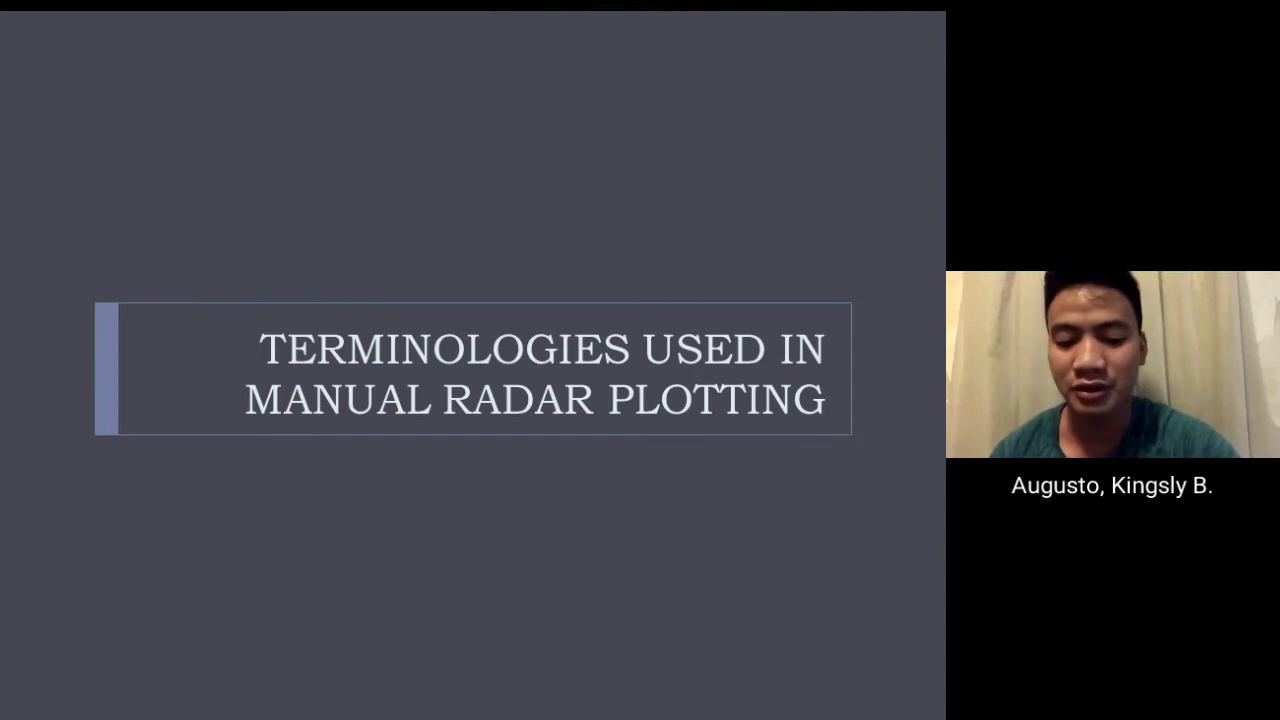 TERMINOLOGIES USED IN
MANUAL RADAR PLOTTING
Augusto, Kingsly B.